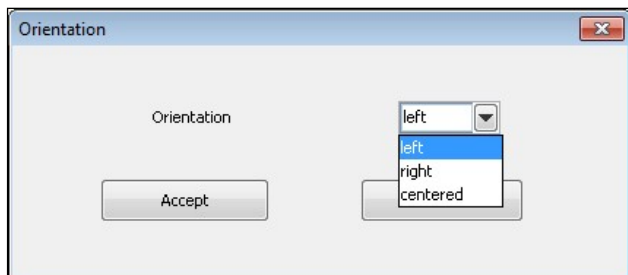 Orientation
Orientation left
left
right
centered
Accept